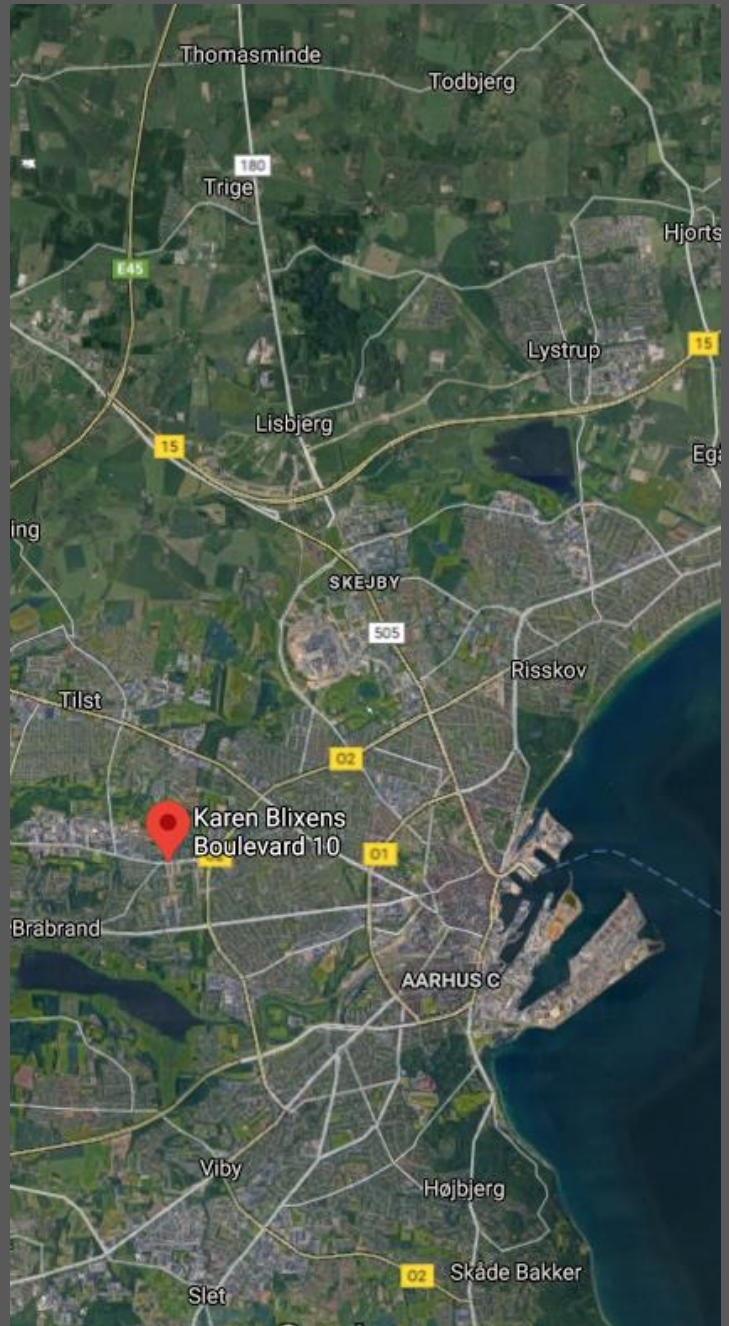 Thomasminde
Todbjerg
180
Trige
Hjorts
E45
15
Lystrup
Lisbjerg
15
Egå
ing
SKEJBY
505
Risskov
Tilst
O2
Karen Blixens
Boulevard 10
O1
Brabrand
AARHUS C
Viby
Højbjerg
O2
Skåde Bakker
Slet